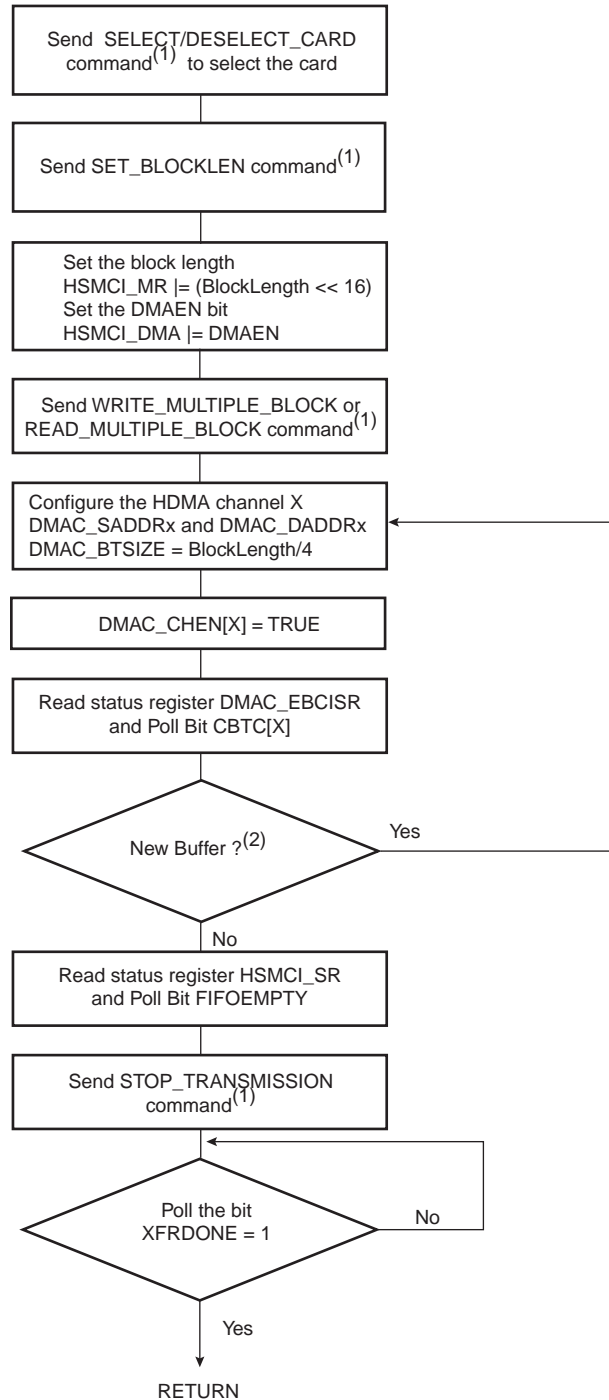 Send SELECT/DESELECT_CARD
command(1) to select the card
Send SET_BLOCKLEN command(1)
Set the block length
HSMCI_MR |= (BlockLength << 16)
Set the DMAEN bit
HSMCI_DMA |= DMAEN
Send WRITE_MULTIPLE_BLOCK or
READ_MULTIPLE_BLOCK command(1)
Configure the HDMA channel X
DMAC_SADDRx and DMAC_DADDRx
DMAC_BTSIZE = BlockLength/4
DMAC_CHEN[X] = TRUE
Read status register DMAC_EBCISR
and Poll Bit CBTC[X]
New Buffer ?(2)
Yes
No
Read status register HSMCI_SR
and Poll Bit FIFOEMPTY
Send STOP_TRANSMISSION
command(1)
Poll the bit
XFRDONE = 1
No
Yes
RETURN